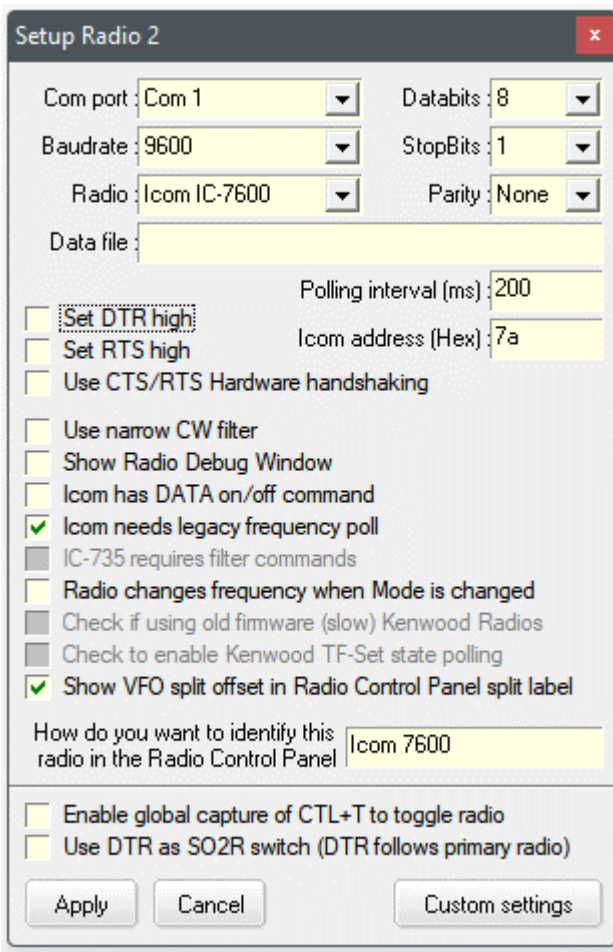 Setup Radio 2 x
Com port : Com 1 Databits : 8
Baudrate : 9600 StopBits : 1
Radio : Icom IC-7600 Parity : None
Data file :
Polling interval (ms) : 200
Set DTR high
Icom address (Hex) : 7a
Set RTS high
Use CTS/RTS Hardware handshaking
Use narrow CW filter
Show Radio Debug Window
Icom has DATA on/off command
Icom needs legacy frequency poll
IC-735 requires filter commands
Radio changes frequency when Mode is changed
Check if using old firmware (slow) Kenwood Radios
Check to enable Kenwood TF-Set state polling
Show VFO split offset in Radio Control Panel split label
How do you want to identify this
radio in the Radio Control Panel
Icom 7600
Enable global capture of CTL+T to toggle radio
Use DTR as SO2R switch (DTR follows primary radio)
Apply Cancel Custom settings